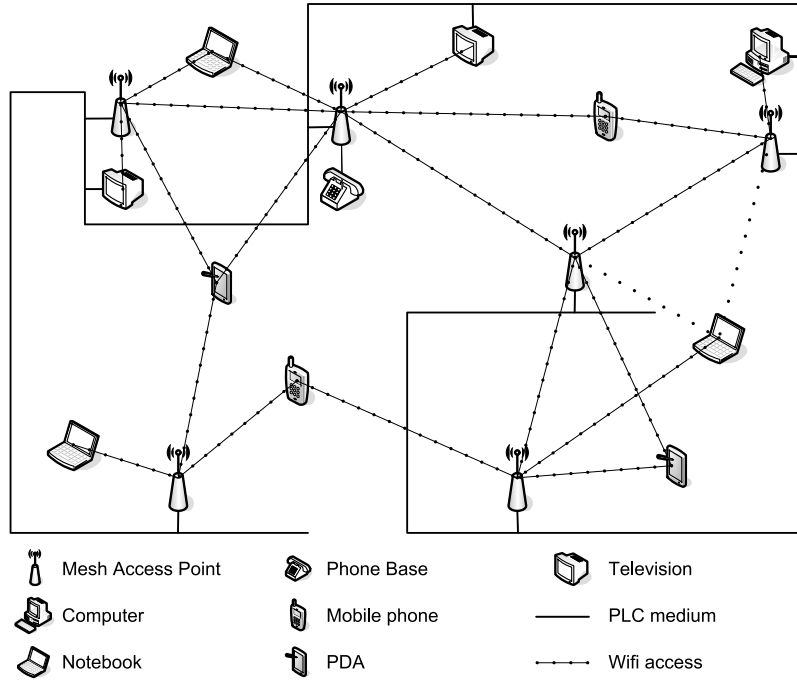 Mesh Access Point
Phone Base
Television
Computer
Mobile phone
PLC medium
Notebook
PDA
Wifi access